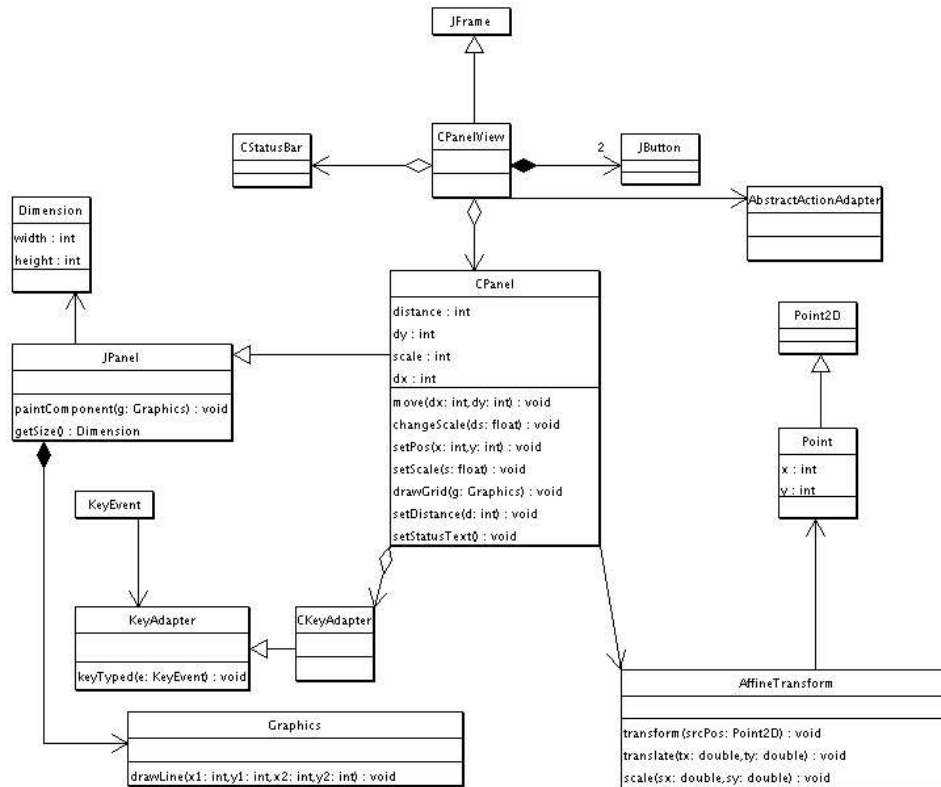 JFrame
CPanelView
CStatusBar
2
JButton
AbstractActionAdapter
Dimension
width : int
height : int
CPanel
distance : int
dy : int
scale : int
dx : int
move(dx: int,dy: int) : void
changeScale(ds: float) : void
setPos(x: int,y: int) : void
setScale(s: float) : void
drawGrid(g: Graphics) : void
setDistance(d: int) : void
setStatusText() : void
Point2D
JPanel
paintComponent(g: Graphics) : void
getSize() : Dimension
Point
x : int
y : int
KeyEvent
KeyAdapter
keyTyped(e: KeyEvent) : void
CKeyAdapter
AffineTransform
transform(srcPos: Point2D) : void
translate(tx: double,ty: double) : void
scale(sx: double,sy: double) : void
Graphics
drawLine(x1: int,y1: int,x2: int,y2: int) : void